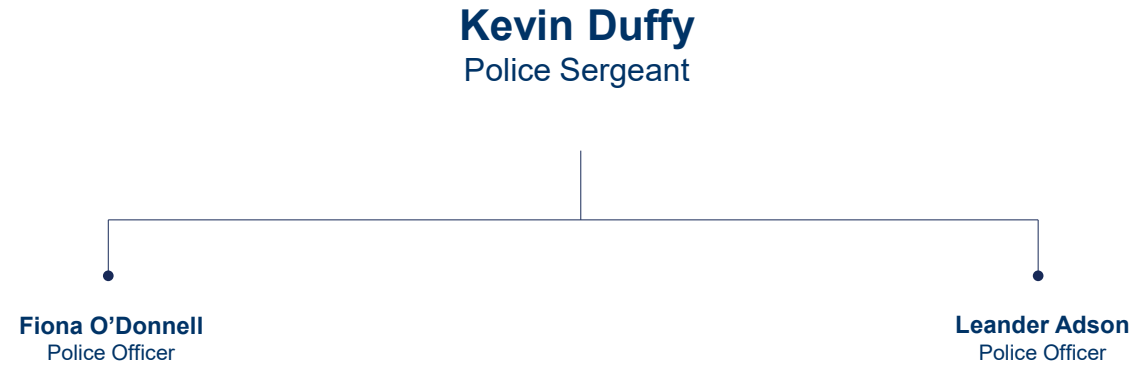 Kevin Duffy
Police Sergeant
Fiona O’Donnell
Police Officer
Leander Adson
Police Officer